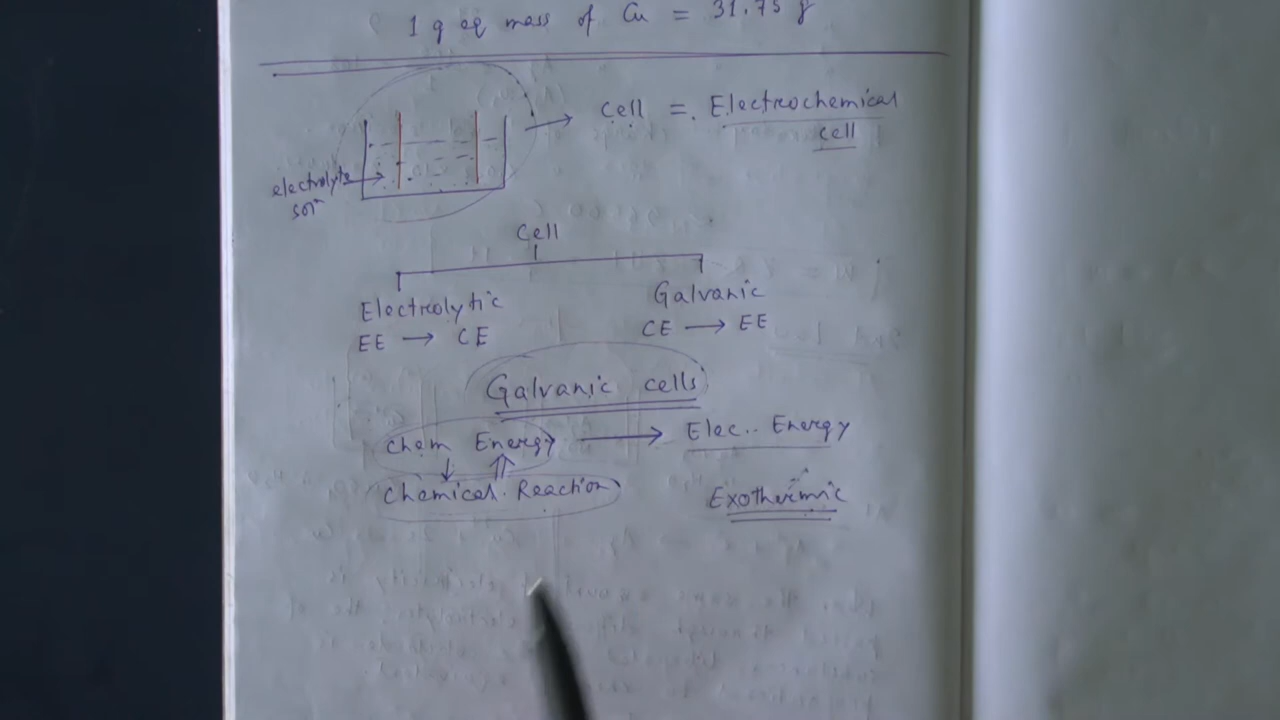 1 g eq mass of Cu = 31.75 g
Cell = Electrochemical
cell
electrolyte
sol^n
Cell
Electrolytic
Galvanic
EE → CE
CE → EE
Galvanic cells
Chem Energy → Elec.. Energy
↓ ⇑
Chemical Reaction
Exothermic